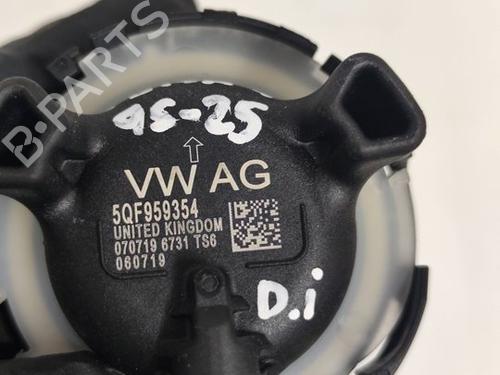 B-PARTS
95-25
VW AG
5QF959354
UNITED KINGDOM
070719 6731 TS6
060719
D.i